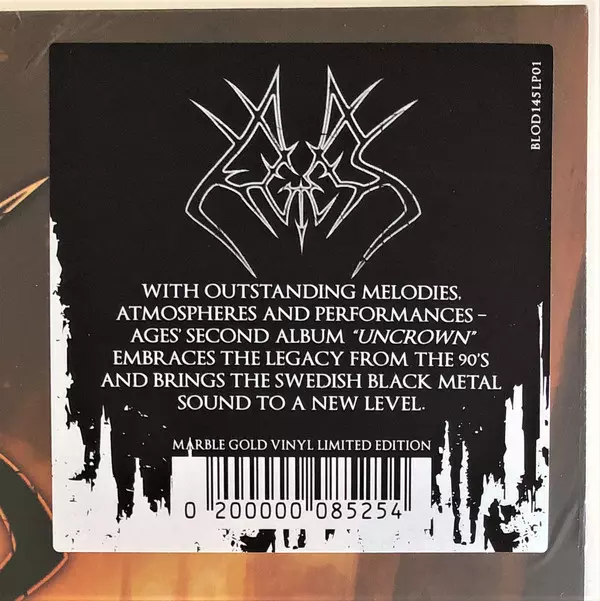 AGES
BLOD145LP01
WITH OUTSTANDING MELODIES,
ATMOSPHERES AND PERFORMANCES –
AGES' SECOND ALBUM "UNCROWN"
EMBRACES THE LEGACY FROM THE 90'S
AND BRINGS THE SWEDISH BLACK METAL
SOUND TO A NEW LEVEL.
MARBLE GOLD VINYL LIMITED EDITION
0 200000 085254